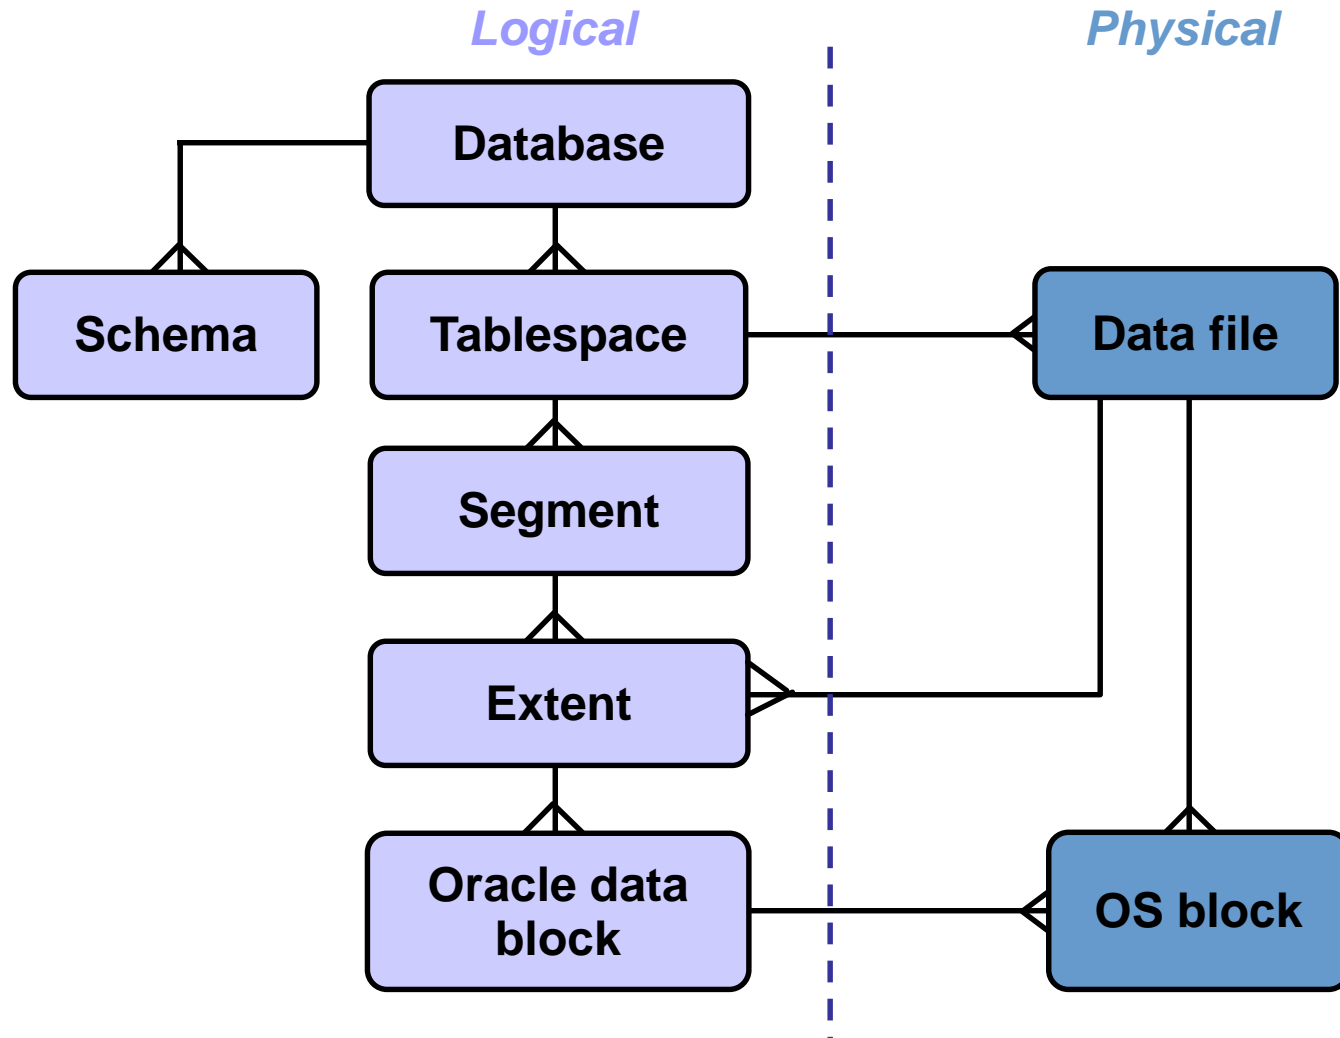 Logical
Physical
Database
Schema
Tablespace
Data file
Segment
Extent
Oracle data
block
OS block